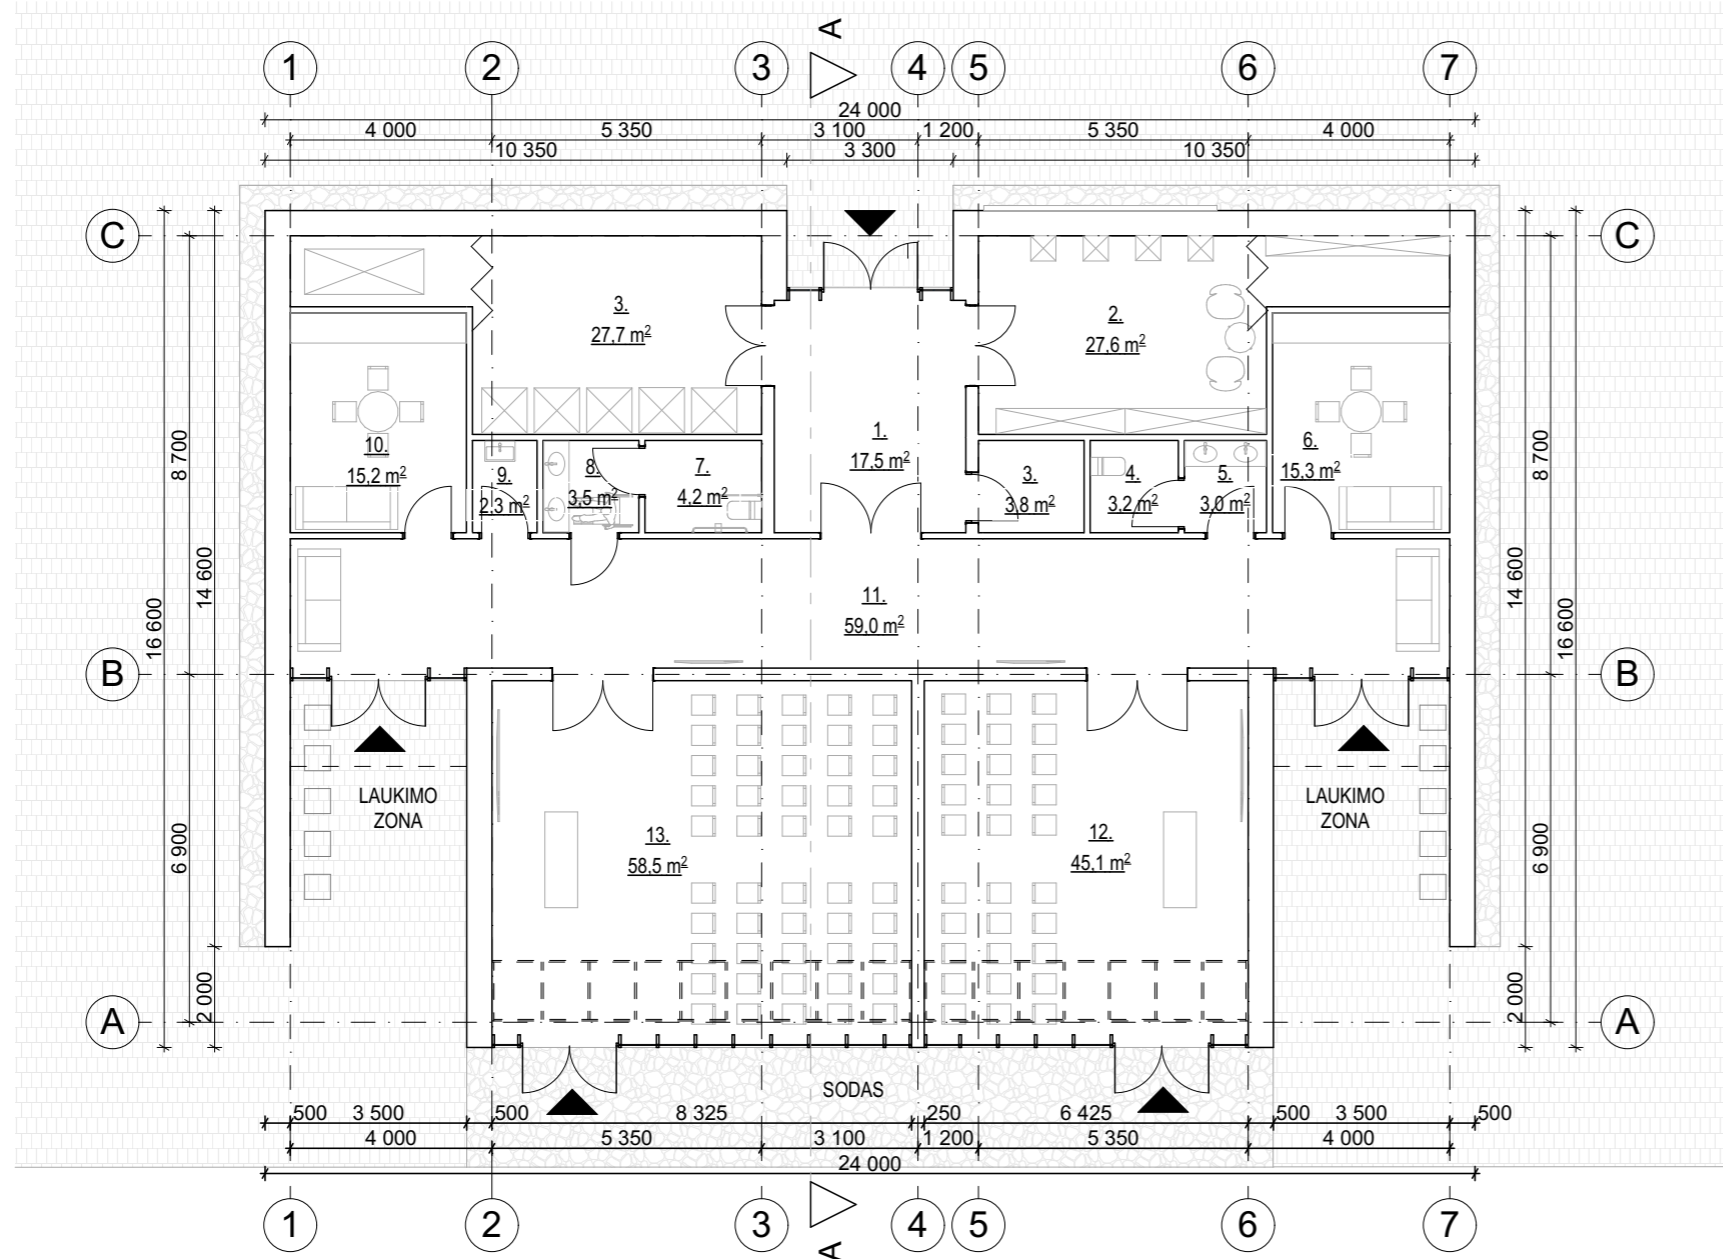 A
1 2 3 4 5 6 7
24 000
4 000 5 350 3 100 1 200 5 350 4 000
10 350 3 300 10 350
C C
3.
27,7 m²
2.
27,6 m²
10.
15,2 m²
9.
2,3 m²
8.
3,5 m²
7.
4,2 m²
1.
17,5 m²
3.
3,8 m²
4.
3,2 m²
5.
3,0 m²
6.
15,3 m²
8 700
14 600
16 600
8 700
14 600
16 600
11.
59,0 m²
B B
LAUKIMO
ZONA
LAUKIMO
ZONA
13.
58,5 m²
12.
45,1 m²
6 900
2 000
6 900
2 000
A A
SODAS
500 3 500 500 8 325 250 6 425 500 3 500 500
4 000 5 350 3 100 1 200 5 350 4 000
24 000
1 2 3 4 5 6 7
A